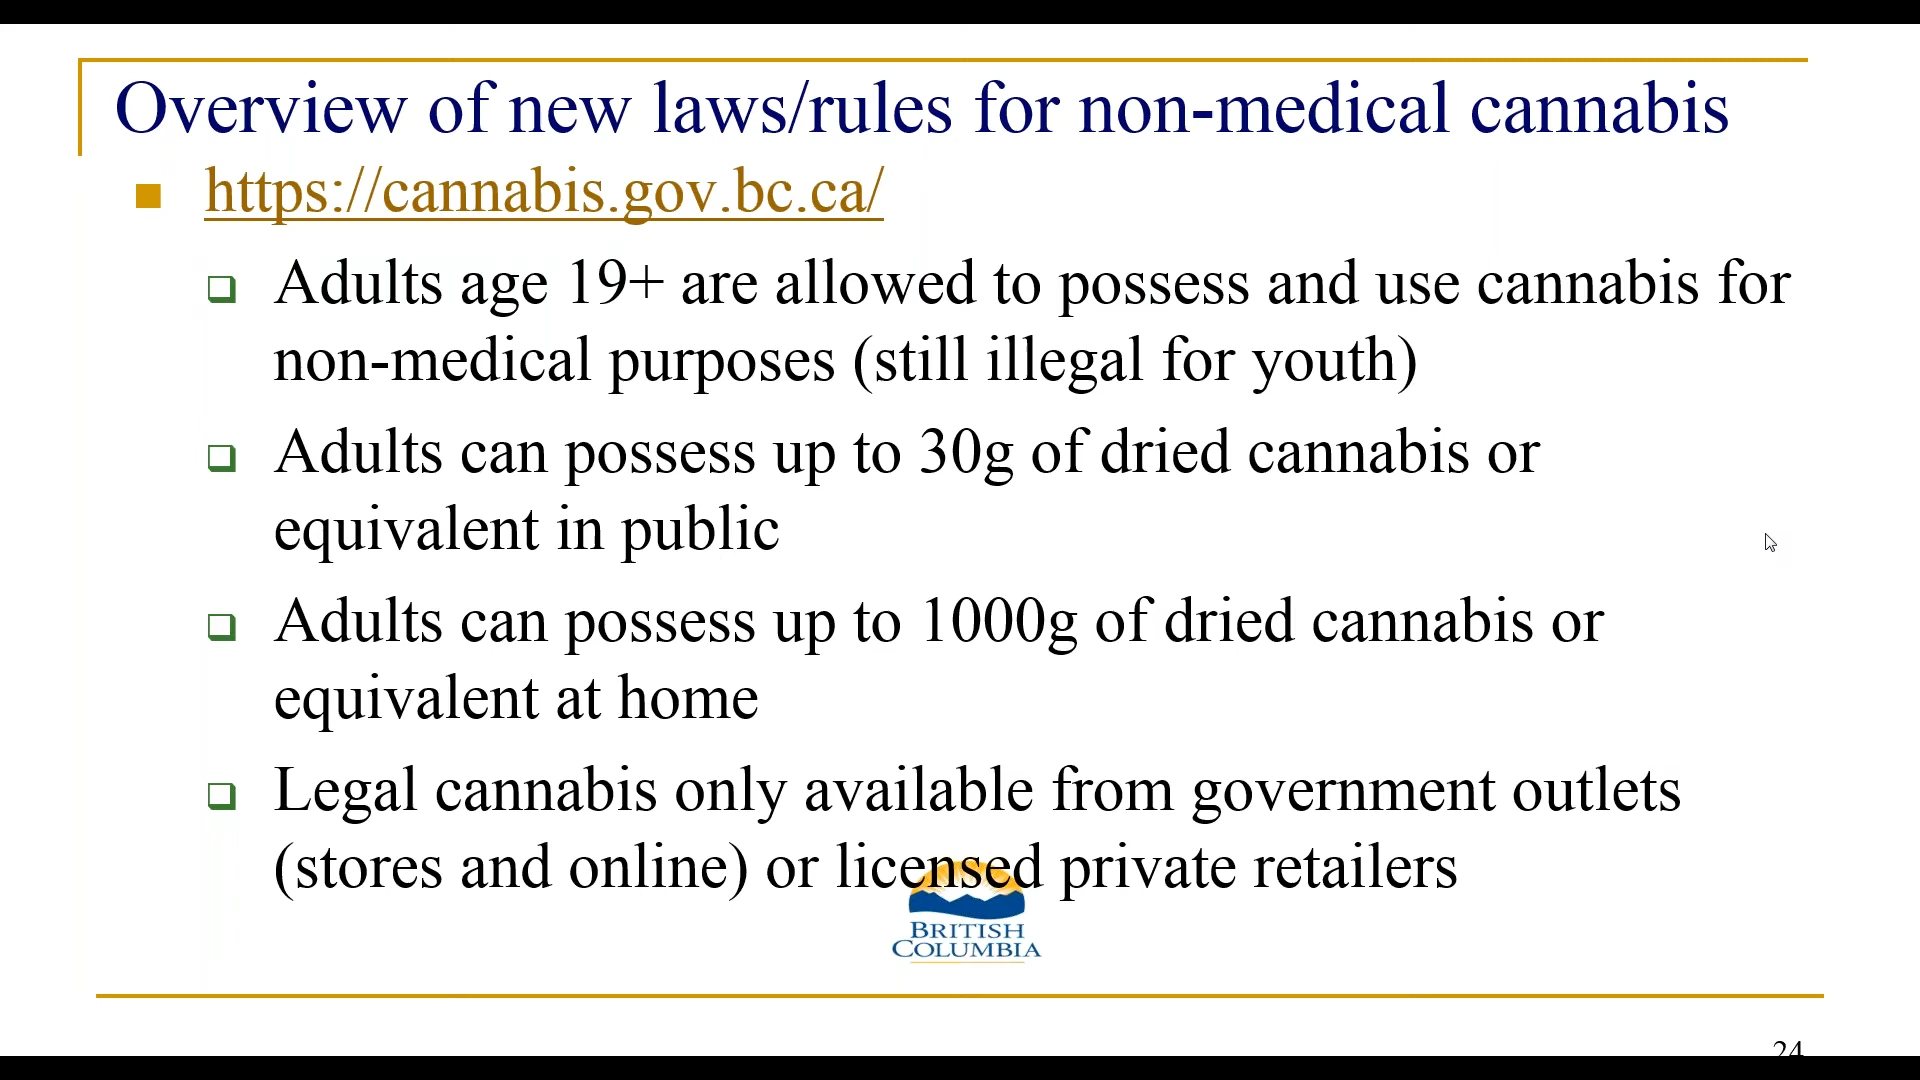 Overview of new laws/rules for non-medical cannabis
https://cannabis.gov.bc.ca/
Adults age 19+ are allowed to possess and use cannabis for
non-medical purposes (still illegal for youth)
Adults can possess up to 30g of dried cannabis or
equivalent in public
Adults can possess up to 1000g of dried cannabis or
equivalent at home
Legal cannabis only available from government outlets
(stores and online) or licensed private retailers
BRITISH
COLUMBIA
24